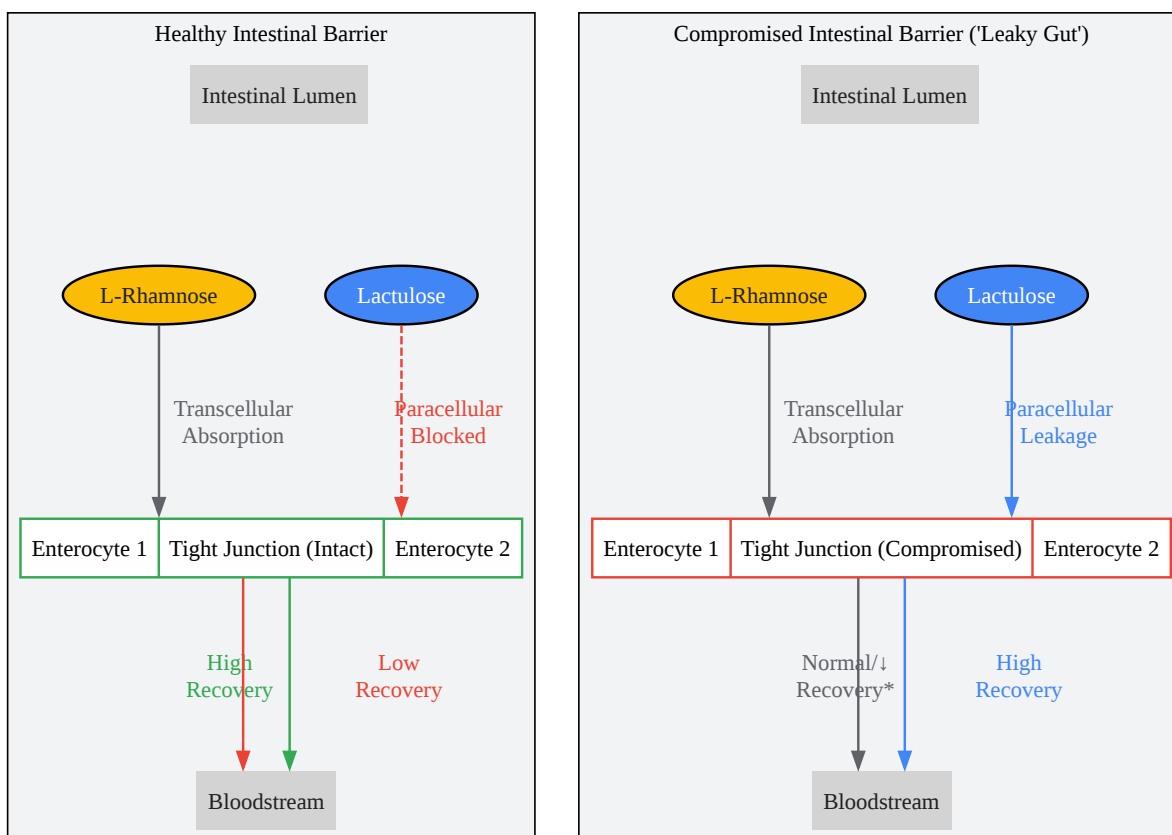 Healthy Intestinal Barrier
Intestinal Lumen
L-Rhamnose
Lactulose
Transcellular
Absorption
Paracellular
Blocked
Enterocyte 1
Tight Junction (Intact)
Enterocyte 2
High
Recovery
Low
Recovery
Bloodstream
Compromised Intestinal Barrier ('Leaky Gut')
Intestinal Lumen
L-Rhamnose
Lactulose
Transcellular
Absorption
Paracellular
Leakage
Enterocyte 1
Tight Junction (Compromised)
Enterocyte 2
Normal/↓
Recovery*
High
Recovery
Bloodstream